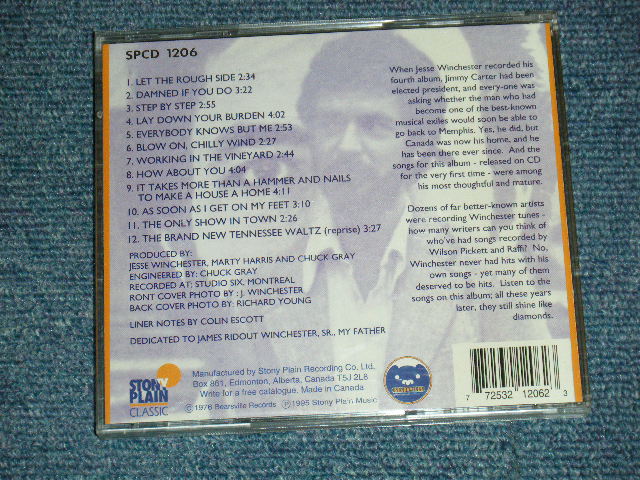 SPCD 1206
1. LET THE ROUGH SIDE 2:34
2. DAMNED IF YOU DO 3:22
3. STEP BY STEP 2:55
4. LAY DOWN YOUR BURDEN 4:02
5. EVERYBODY KNOWS BUT ME 2:53
6. BLOW ON, CHILLY WIND 2:27
7. WORKING IN THE VINEYARD 2:44
8. HOW ABOUT YOU 4:04
9. IT TAKES MORE THAN A HAMMER AND NAILS
TO MAKE A HOUSE A HOME 4:11
10. AS SOON AS I GET ON MY FEET 3:10
11. THE ONLY SHOW IN TOWN 2:26
12. THE BRAND NEW TENNESSEE WALTZ (reprise) 3:27
PRODUCED BY:
JESSE WINCHESTER, MARTY HARRIS AND CHUCK GRAY
ENGINEERED BY: CHUCK GRAY
RECORDED AT: STUDIO SIX, MONTREAL
RONT COVER PHOTO BY : J. WINCHESTER
BACK COVER PHOTO BY: RICHARD YOUNG
LINER NOTES BY COLIN ESCOTT
DEDICATED TO JAMES RIDOUT WINCHESTER, SR., MY FATHER
When Jesse Winchester recorded his
fourth album, Jimmy Carter had been
elected president, and every-one was
asking whether the man who had
become one of the best-known
musical exiles would soon be able to
go back to Memphis. Yes, he did, but
Canada was now his home, and he
has been there ever since. And the
songs for this album - released on CD
for the very first time - were among
his most thoughtful and mature.
Dozens of far better-known artists
were recording Winchester tunes -
how many writers can you think of
who've had songs recorded by
Wilson Pickett and Raffi? No,
Winchester never had hits with his
own songs - yet many of them
deserved to be hits. Listen to the
songs on this album; all these years
later, they still shine like
diamonds.
STONY
PLAIN
CLASSIC
Manufactured by Stony Plain Recording Co. Ltd.
Box 861, Edmonton, Alberta, Canada T5J 2L8
Write for a free catalogue. Made in Canada
© 1976 Bearsville Records ℗ 1995 Stony Plain Music
7 72532 12062 3